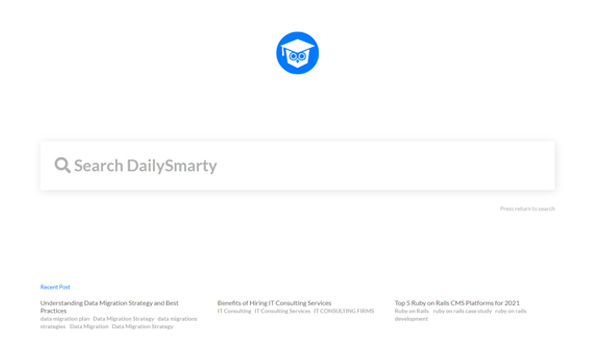 Search DailySmarty
Press return to search
Recent Post
Understanding Data Migration Strategy and Best
Practices
data migration plan Data Migration Strategy data migrations
strategies Data Migration Data Migration Strategy
Benefits of Hiring IT Consulting Services
IT Consulting IT Consulting Services IT CONSULTING FIRMS
Top 5 Ruby on Rails CMS Platforms for 2021
Ruby on Rails ruby on rails case study ruby on rails
development